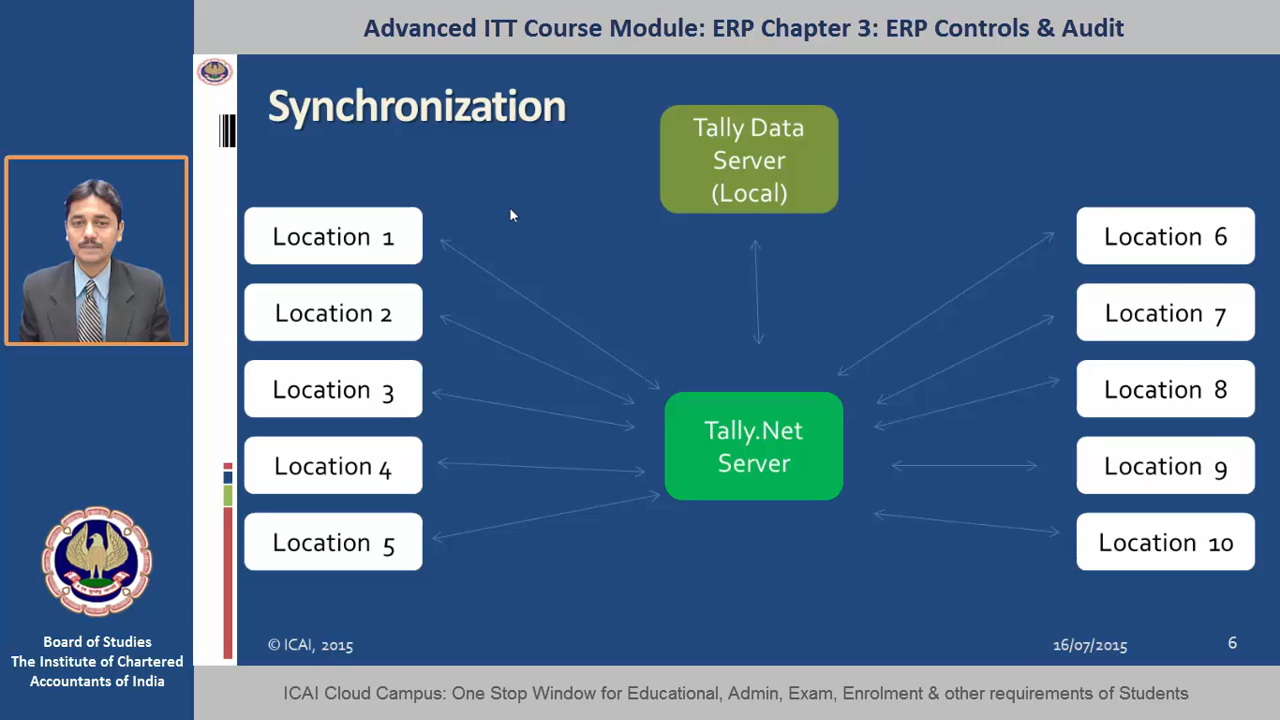 Advanced ITT Course Module: ERP Chapter 3: ERP Controls & Audit
Synchronization
Tally Data
Server
(Local)
Location 1
Location 2
Location 3
Location 4
Location 5
Tally.Net
Server
Location 6
Location 7
Location 8
Location 9
Location 10
© ICAI, 2015
16/07/2015
6
Board of Studies
The Institute of Chartered
Accountants of India
ICAI Cloud Campus: One Stop Window for Educational, Admin, Exam, Enrolment & other requirements of Students